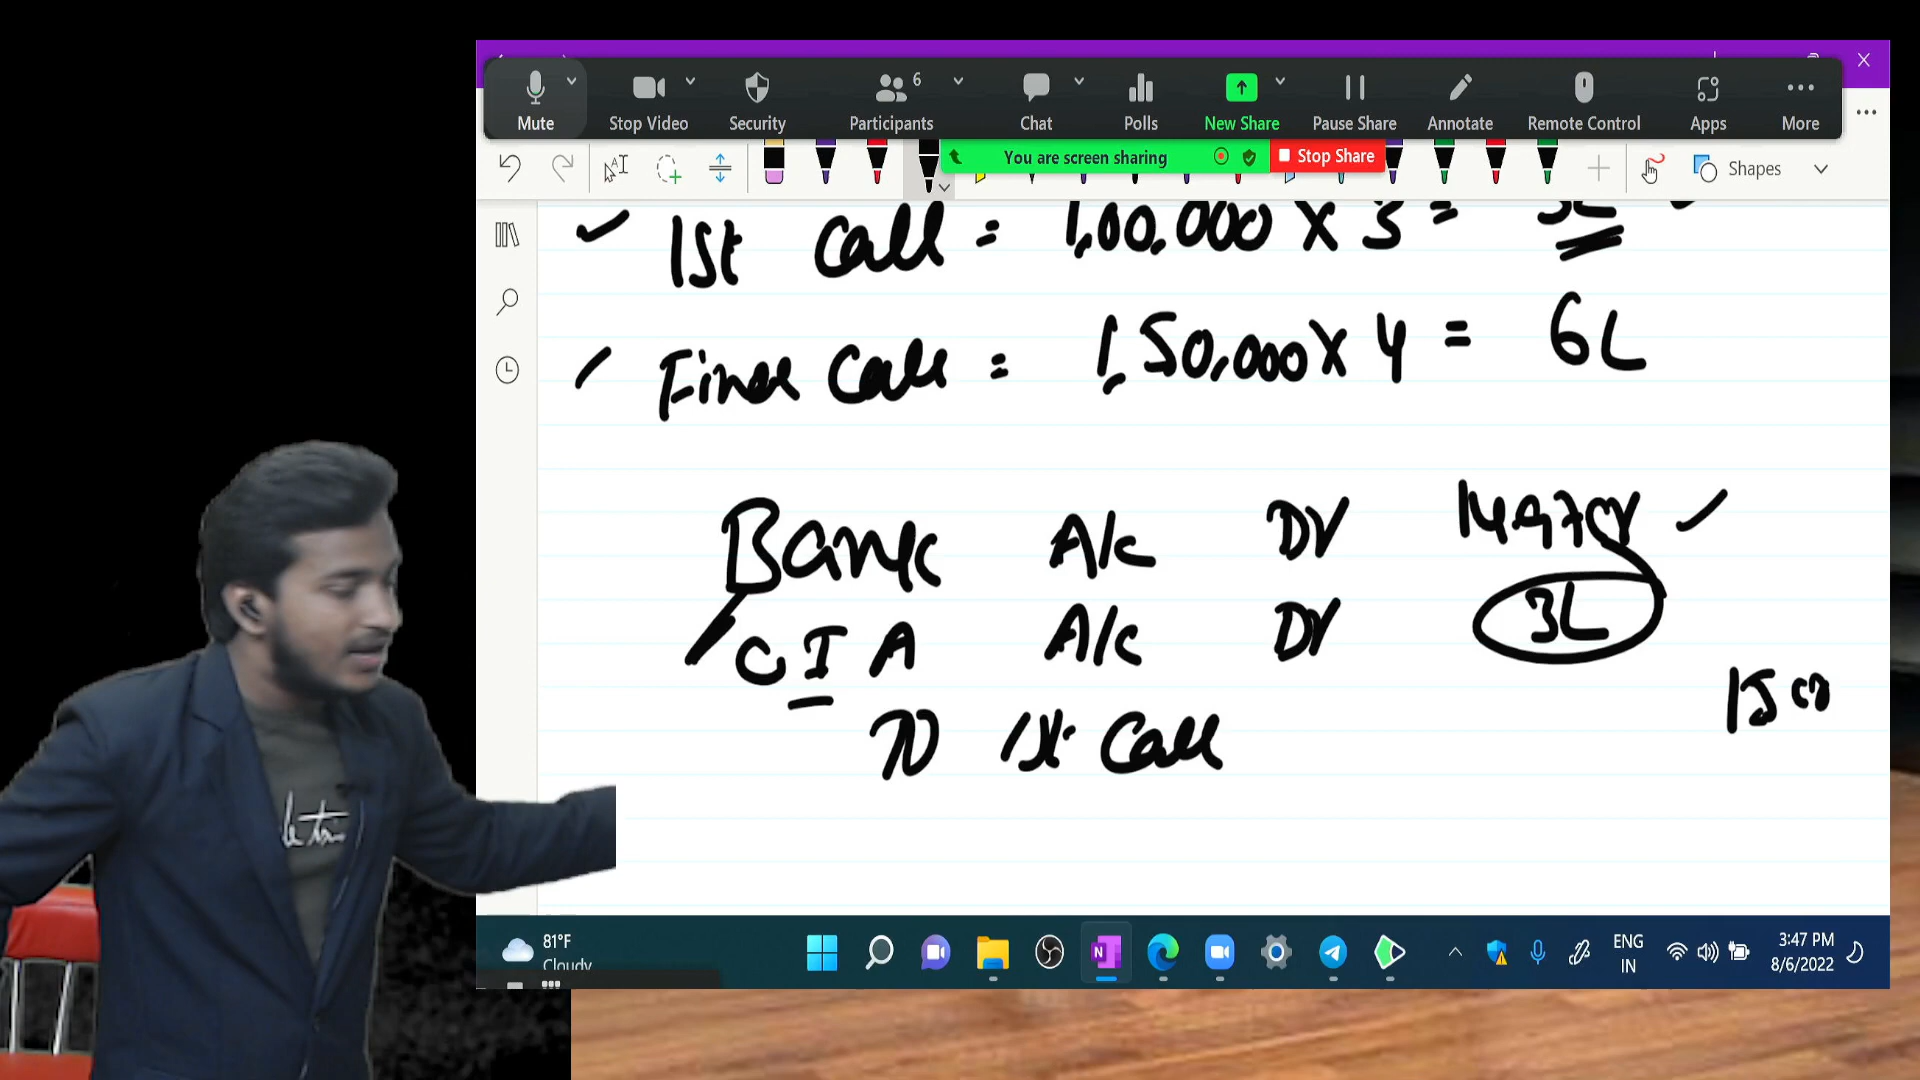 Mute Stop Video Security Participants 6 Chat Polls New Share Pause Share Annotate Remote Control Apps More
You are screen sharing Stop Share
Shapes
1st Call = 1,00,000 X 3 =
Final Call = 1,50,000 X 4 = 6L
Bank A/c Dr
CIA A/c Dr 3L
To 1st Call
81°F
Cloudy
ENG
IN
3:47 PM
8/6/2022